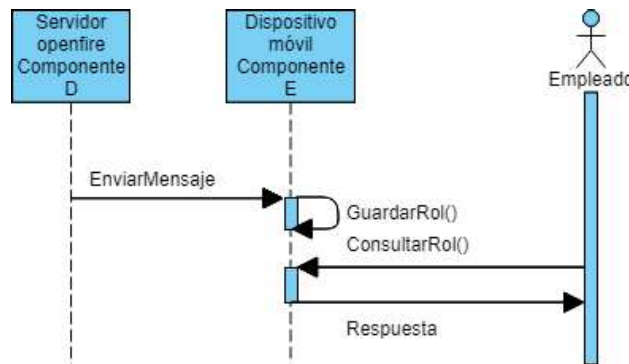 Servidor
openfire
Componente
D
Dispositivo
móvil
Componente
E
Empleado
EnviarMensaje
GuardarRol()
ConsultarRol()
Respuesta